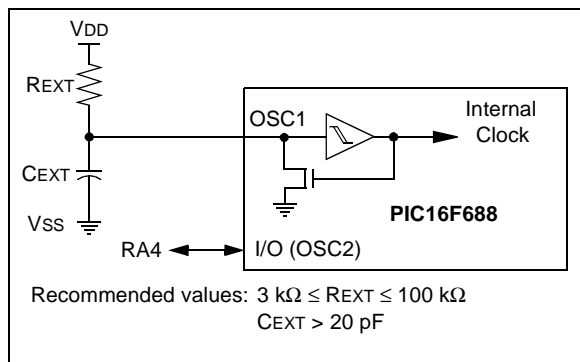 VDD
REXT
OSC1
Internal
Clock
CEXT
PIC16F688
VSS
RA4
I/O (OSC2)
Recommended values: 3 kΩ ≤ REXT ≤ 100 kΩ
CEXT > 20 pF